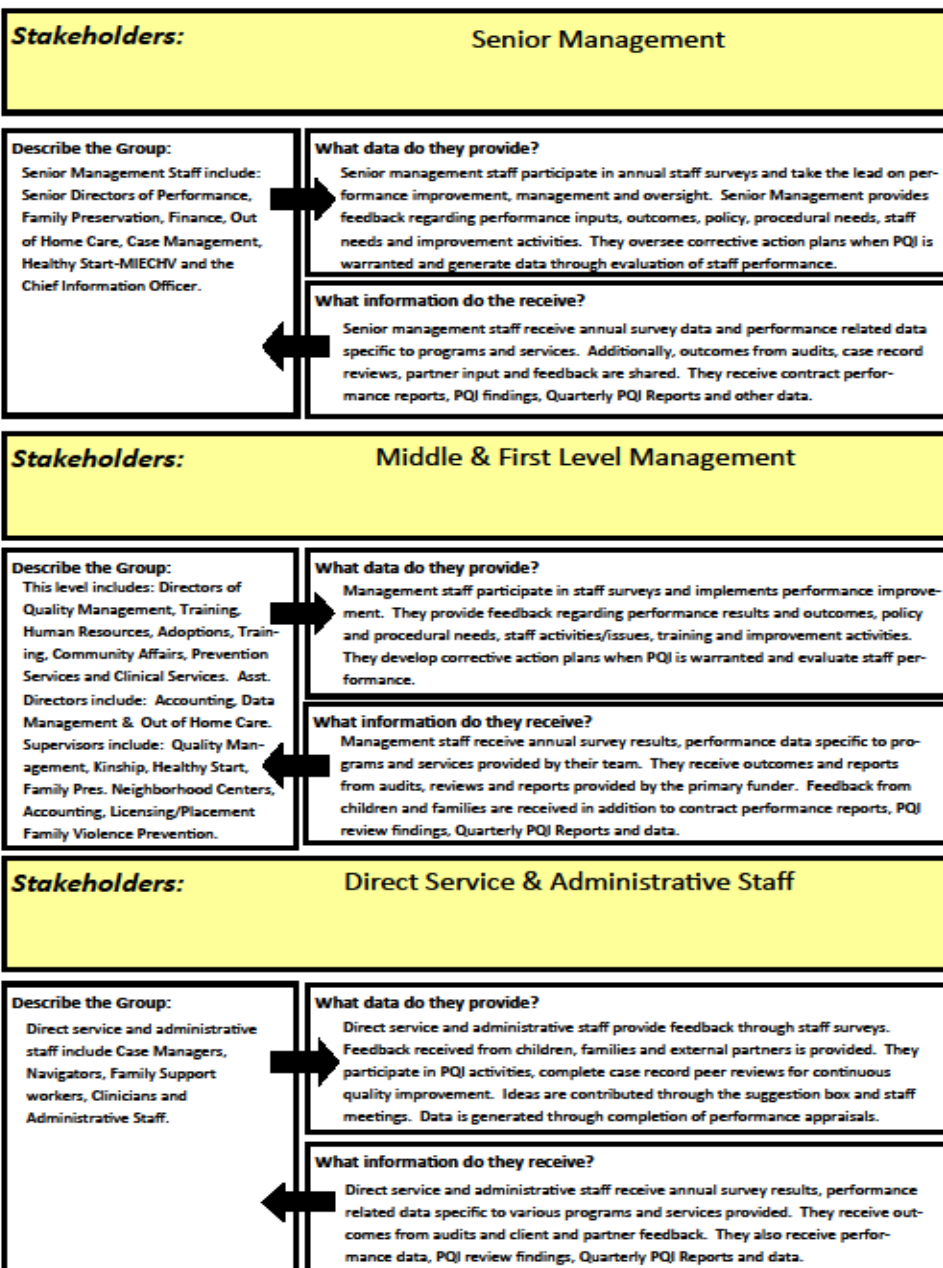 Stakeholders:
Senior Management
Describe the Group:
Senior Management Staff include:
Senior Directors of Performance,
Family Preservation, Finance, Out
of Home Care, Case Management,
Healthy Start-MIECHV and the
Chief Information Officer.
What data do they provide?
Senior management staff participate in annual staff surveys and take the lead on per-
formance improvement, management and oversight.  Senior Management provides
feedback regarding performance inputs, outcomes, policy, procedural needs, staff
needs and improvement activities.  They oversee corrective action plans when PQI is
warranted and generate data through evaluation of staff performance.
What information do the receive?
Senior management staff receive annual survey data and performance related data
specific to programs and services.  Additionally, outcomes from audits, case record
reviews, partner input and feedback are shared.  They receive contract perfor-
mance reports, PQI findings, Quarterly PQI Reports and other data.
Stakeholders:
Middle & First Level Management
Describe the Group:
This level includes: Directors of
Quality Management, Training,
Human Resources, Adoptions, Train-
ing, Community Affairs, Prevention
Services and Clinical Services.  Asst.
Directors include:  Accounting, Data
Management &  Out of Home Care.
Supervisors include:  Quality Man-
agement, Kinship, Healthy Start,
Family Pres. Neighborhood Centers,
Accounting, Licensing/Placement
Family Violence Prevention.
What data do they provide?
Management staff participate in staff surveys and implements performance improve-
ment.  They provide feedback regarding performance results and outcomes, policy
and procedural needs, staff activities/issues, training and improvement activities.
They develop corrective action plans when PQI is warranted and evaluate staff per-
formance.
What information do they receive?
Management staff receive annual survey results, performance data specific to pro-
grams and services provided by their team.  They receive outcomes and reports
from audits, reviews and reports provided by the primary funder.  Feedback from
children and families are received in addition to contract performance reports, PQI
review findings, Quarterly PQI Reports and data.
Stakeholders:
Direct Service & Administrative Staff
Describe the Group:
Direct service and administrative
staff include Case Managers,
Navigators, Family Support
workers, Clinicians and
Administrative Staff.
What data do they provide?
Direct service and administrative staff provide feedback through staff surveys.
Feedback received from children, families and external partners is provided.  They
participate in PQI activities, complete case record peer reviews for continuous
quality improvement.  Ideas are contributed through the suggestion box and staff
meetings.  Data is generated through completion of performance appraisals.
What information do they receive?
Direct service and administrative staff receive annual survey results, performance
related data specific to various programs and services provided.  They receive out-
comes from audits and client and partner feedback.  They also receive perfor-
mance data, PQI review findings, Quarterly PQI Reports and data.